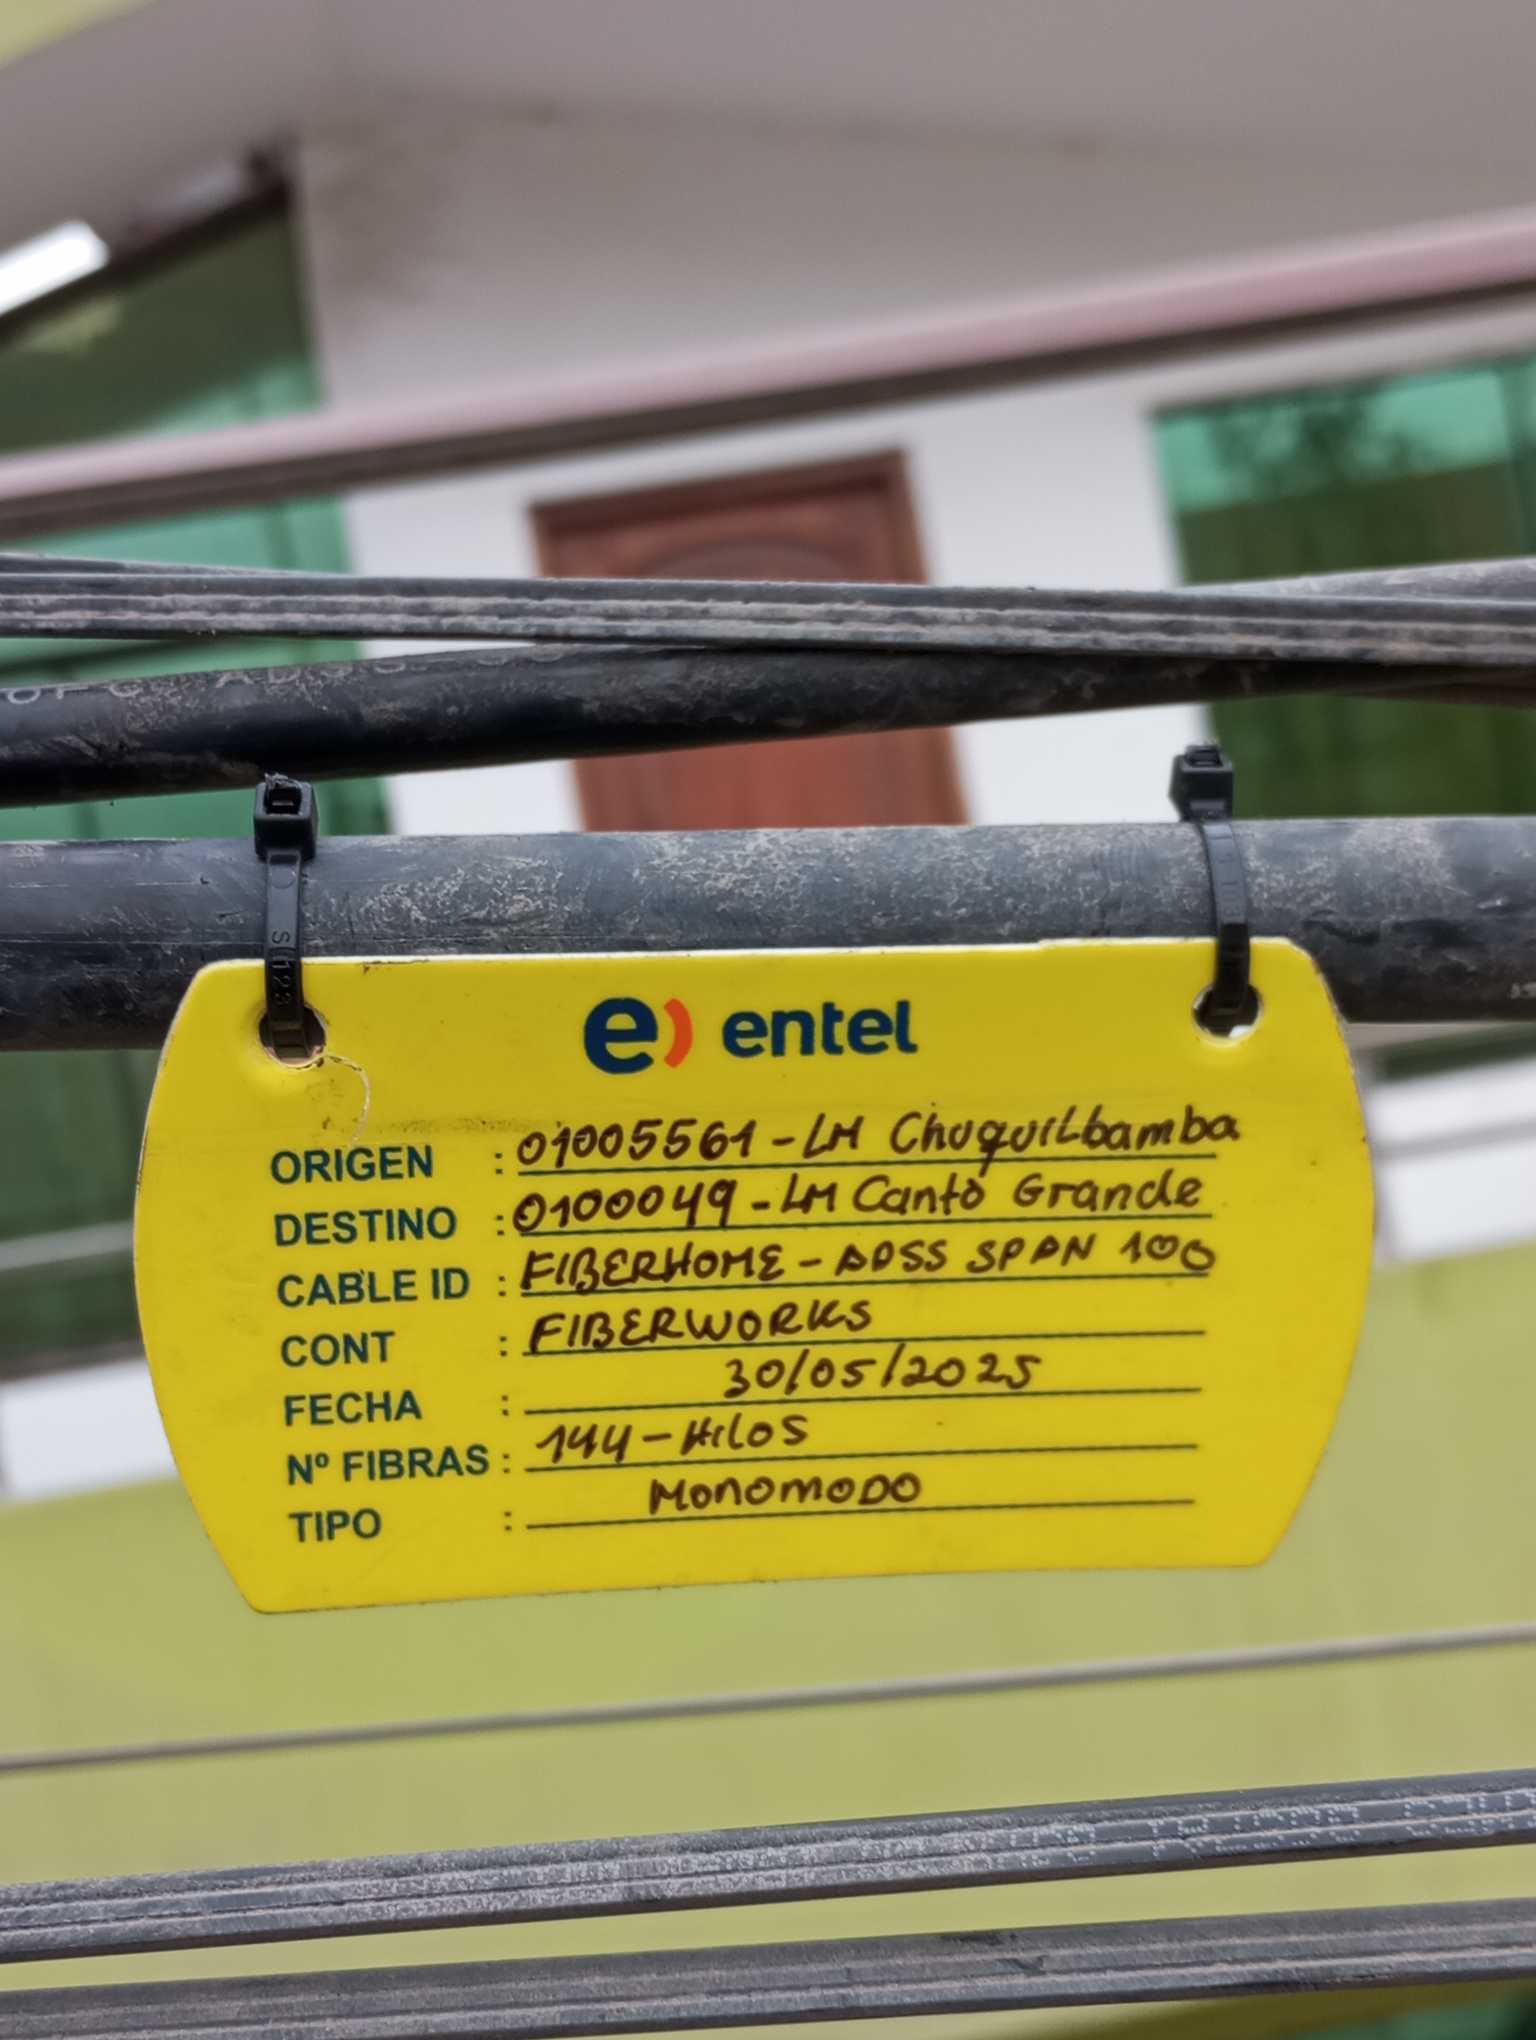 e) entel
ORIGEN : 01005561 - LM Chuquilbamba
DESTINO : 0100049 - LM Canto Grande
CABLE ID : FIBERHOME - ADSS SPAN 100
CONT : FIBERWORKS
FECHA : 30/05/2025
Nº FIBRAS : 144 - Hilos
TIPO : MONOMODO